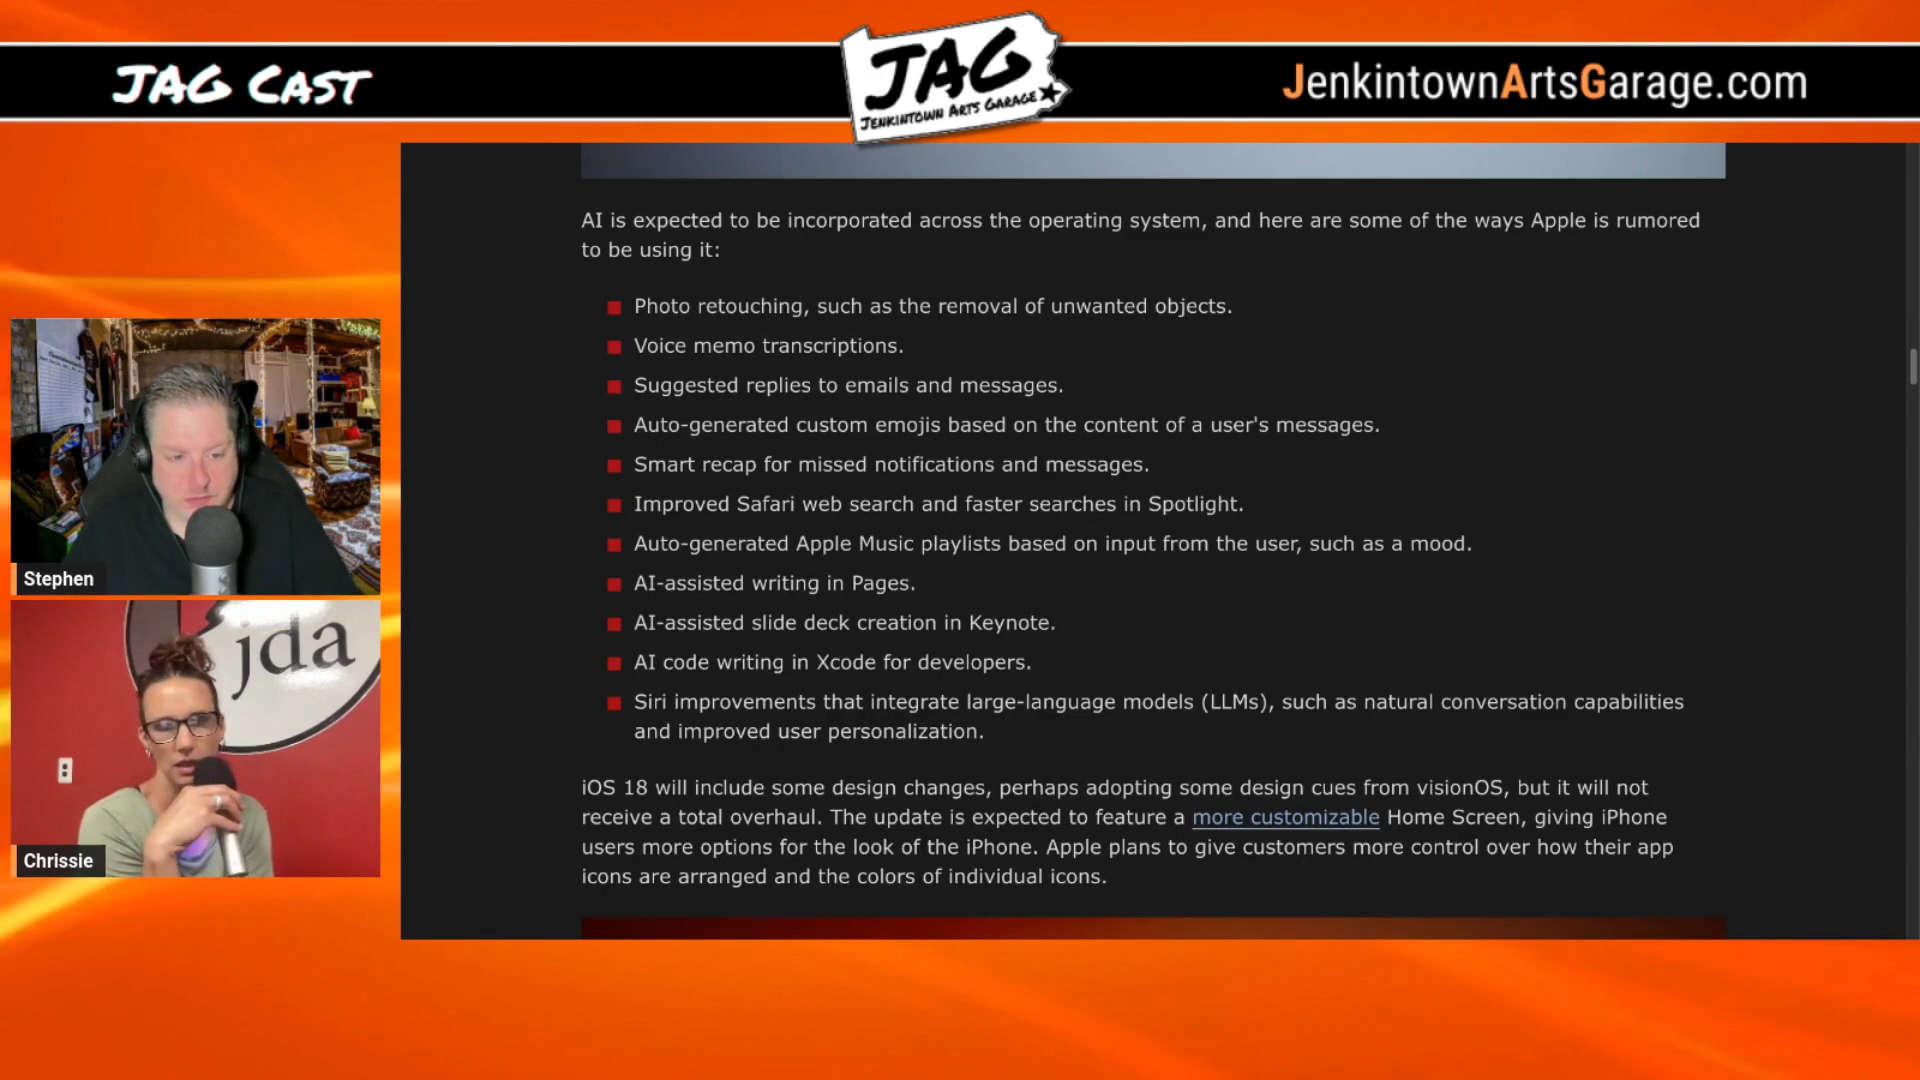 JAG CAST
JAG
JENKINTOWN ARTS GARAGE
JenkintownArtsGarage.com
AI is expected to be incorporated across the operating system, and here are some of the ways Apple is rumored
to be using it:
Photo retouching, such as the removal of unwanted objects.
Voice memo transcriptions.
Suggested replies to emails and messages.
Auto-generated custom emojis based on the content of a user's messages.
Smart recap for missed notifications and messages.
Improved Safari web search and faster searches in Spotlight.
Auto-generated Apple Music playlists based on input from the user, such as a mood.
AI-assisted writing in Pages.
AI-assisted slide deck creation in Keynote.
AI code writing in Xcode for developers.
Siri improvements that integrate large-language models (LLMs), such as natural conversation capabilities
and improved user personalization.
iOS 18 will include some design changes, perhaps adopting some design cues from visionOS, but it will not
receive a total overhaul. The update is expected to feature a more customizable Home Screen, giving iPhone
users more options for the look of the iPhone. Apple plans to give customers more control over how their app
icons are arranged and the colors of individual icons.
Stephen
jda
Chrissie